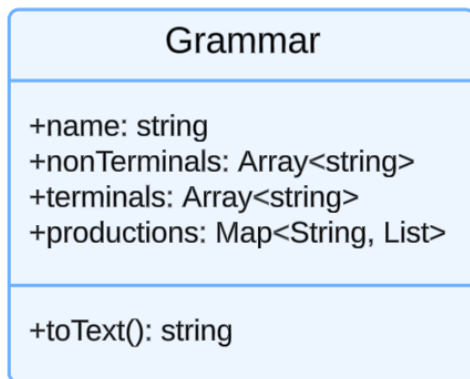 Grammar
+name: string
+nonTerminals: Array<string>
+terminals: Array<string>
+productions: Map<String, List>
+toText(): string